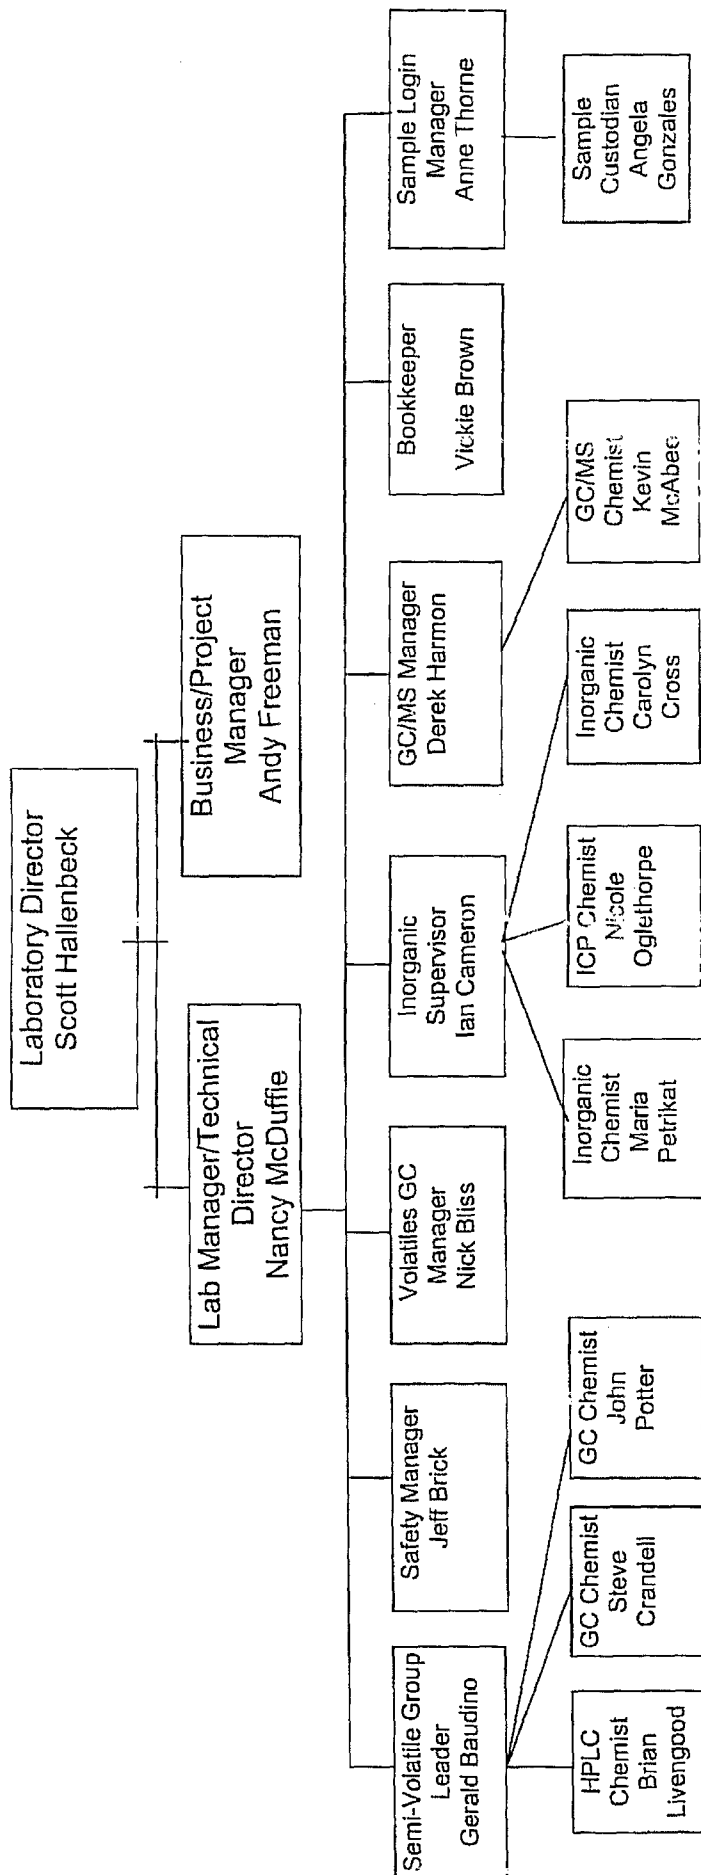 Laboratory Director
Scott Hallenbeck
Lab Manager/Technical
Director
Nancy McDuffie
Business/Project
Manager
Andy Freeman
Semi-Volatile Group
Leader
Gerald Baudino
Safety Manager
Jeff Brick
Volatiles GC
Manager
Nick Bliss
Inorganic
Supervisor
Ian Cameron
GC/MS Manager
Derek Harmon
Bookkeeper
Vickie Brown
Sample Login
Manager
Anne Thorne
HPLC
Chemist
Brian
Livengood
GC Chemist
Steve
Crandell
GC Chemist
John
Potter
Inorganic
Chemist
Maria
Petrikat
ICP Chemist
Nicole
Oglethorpe
Inorganic
Chemist
Carolyn
Cross
GC/MS
Chemist
Kevin
McAbee
Sample
Custodian
Angela
Gonzales